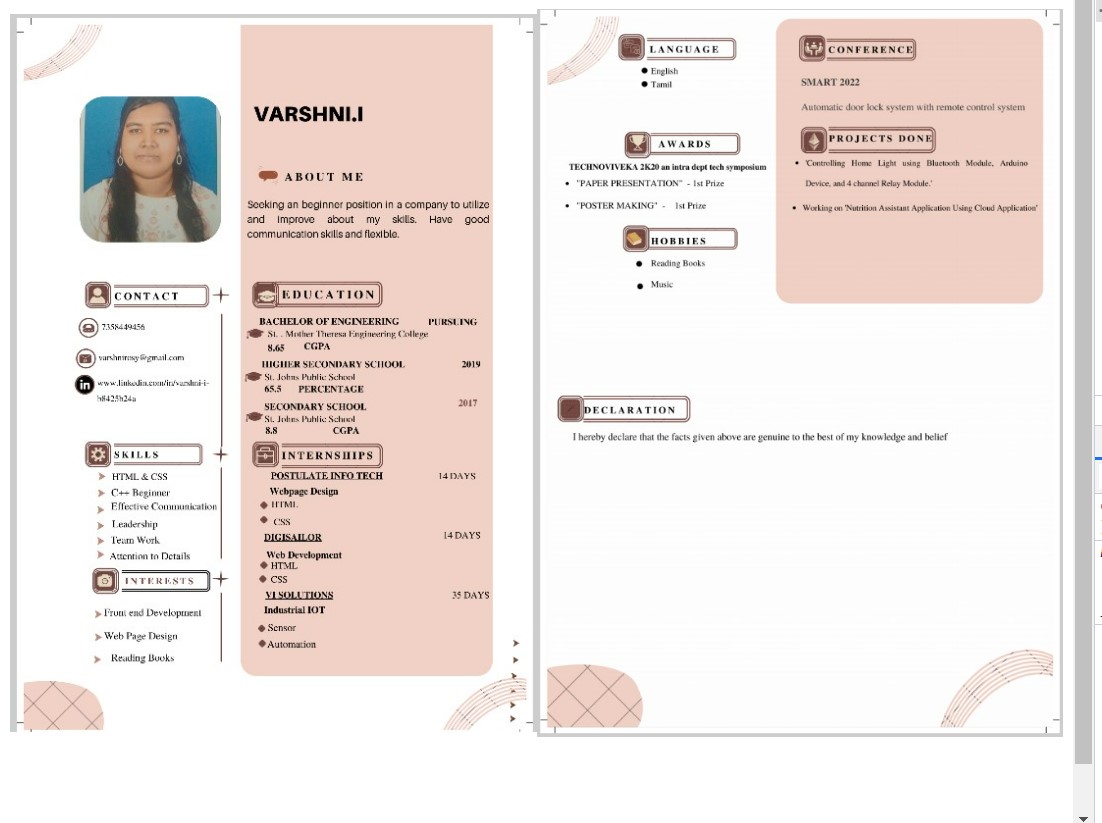 VARSHNI.I
ABOUT ME
Seeking an beginner position in a company to utilize
and improve about my skills. Have good
communication skills and flexible.
CONTACT
7358449456
varshnirosy@gmail.com
www.linkedin.com/in/varshni-i-
b8425b24a
SKILLS
HTML & CSS
C++ Beginner
Effective Communication
Leadership
Team Work
Attention to Details
INTERESTS
Front end Development
Web Page Design
Reading Books
EDUCATION
BACHELOR OF ENGINEERING PURSUING
St. . Mother Theresa Engineering College
8.65 CGPA
HIGHER SECONDARY SCHOOL 2019
St. Johns Public School
65.5 PERCENTAGE
SECONDARY SCHOOL 2017
St. Johns Public School
8.8 CGPA
INTERNSHIPS
POSTULATE INFO TECH 14 DAYS
Webpage Design
HTML
CSS
DIGISAILOR 14 DAYS
Web Development
HTML
CSS
VI SOLUTIONS 35 DAYS
Industrial IOT
Sensor
Automation
LANGUAGE
English
Tamil
AWARDS
TECHNOVIVEKA 2K20 an intra dept tech symposium
"PAPER PRESENTATION" - 1st Prize
"POSTER MAKING" - 1st Prize
HOBBIES
Reading Books
Music
CONFERENCE
SMART 2022
Automatic door lock system with remote control system
PROJECTS DONE
'Controlling Home Light using Bluetooth Module, Arduino
Device, and 4 channel Relay Module.'
Working on 'Nutrition Assistant Application Using Cloud Application'
DECLARATION
I hereby declare that the facts given above are genuine to the best of my knowledge and belief